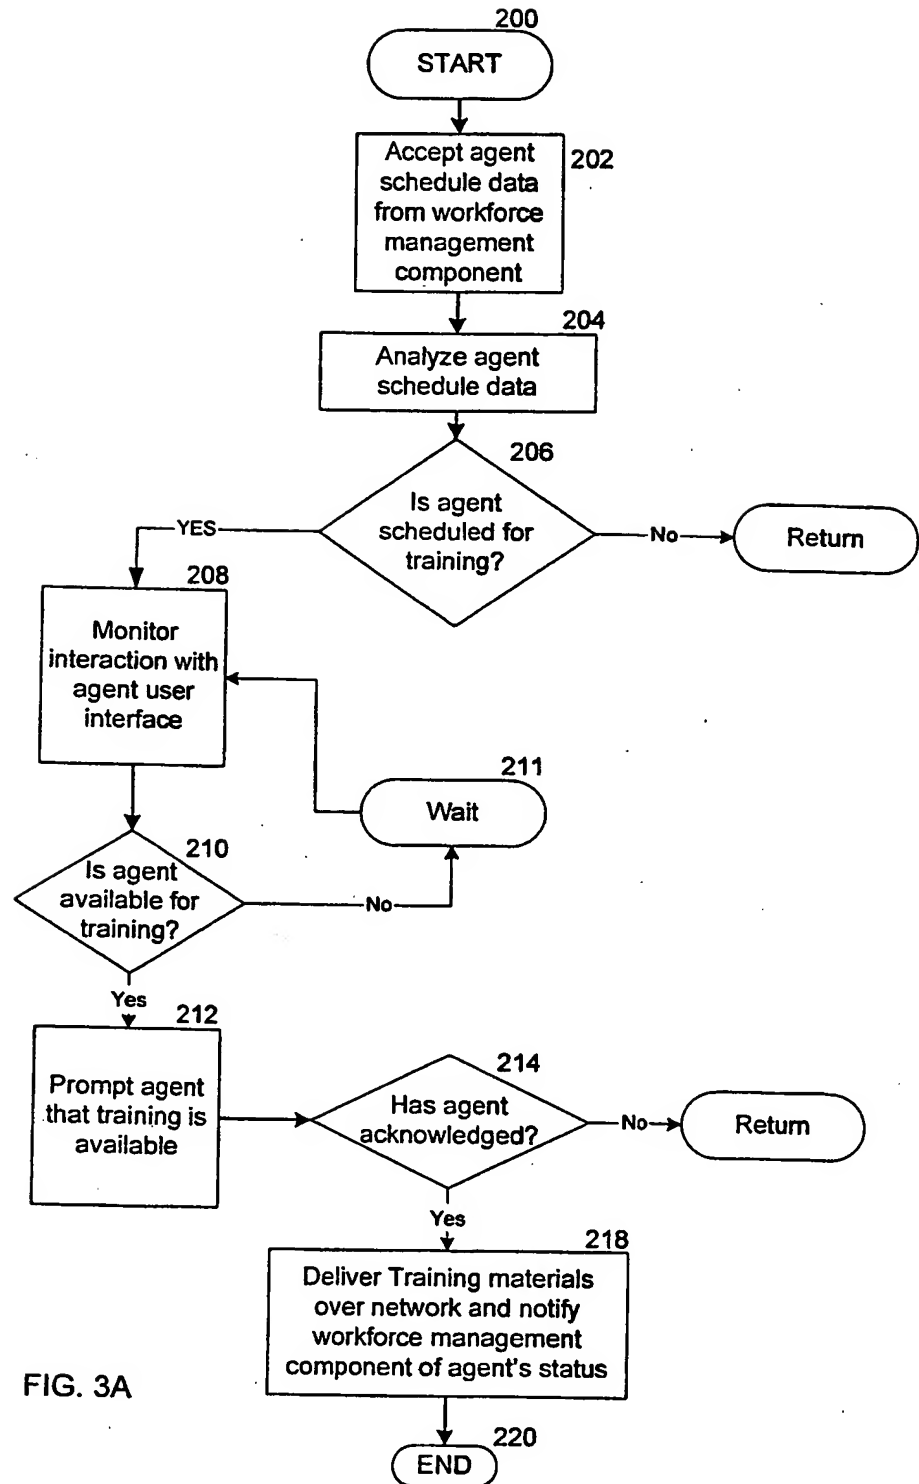 200
START
202
Accept agent
schedule data
from workforce
management
component
204
Analyze agent
schedule data
206
Is agent
scheduled for
training?
YES
No
Return
208
Monitor
interaction with
agent user
interface
211
Wait
210
Is agent
available for
training?
No
Yes
212
Prompt agent
that training is
available
214
Has agent
acknowledged?
No
Return
Yes
218
Deliver Training materials
over network and notify
workforce management
component of agent's status
FIG. 3A
220
END